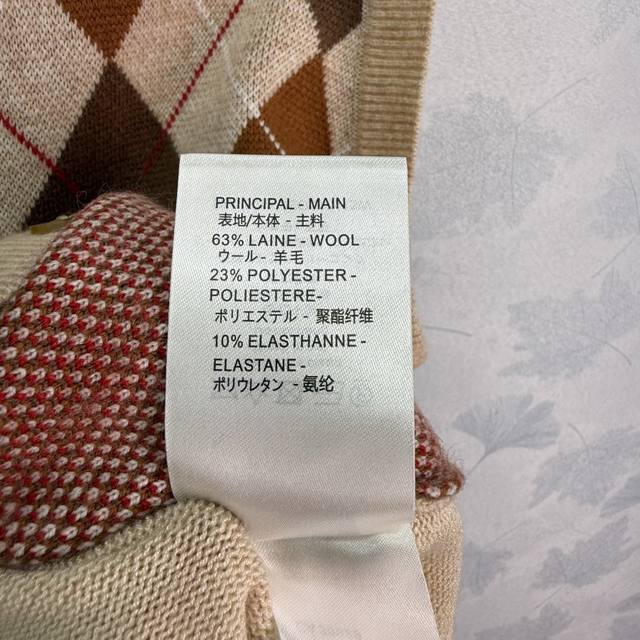 PRINCIPAL - MAIN
表地/本体 - 主料
63% LAINE - WOOL
ウール - 羊毛
23% POLYESTER -
POLIESTERE-
ポリエステル - 聚酯纤维
10% ELASTHANNE -
ELASTANE -
ポリウレタン - 氨纶